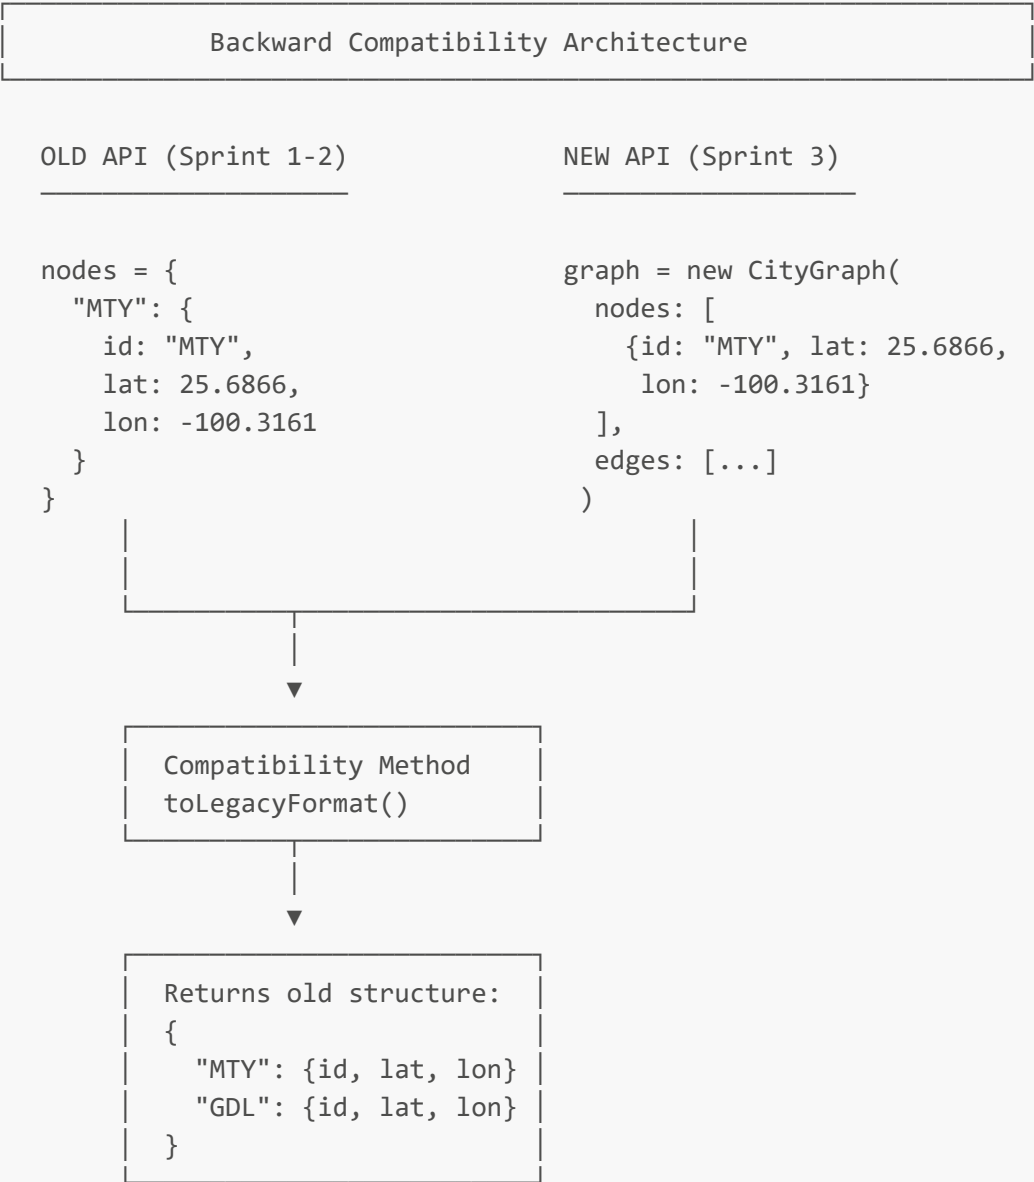 Backward Compatibility Architecture
OLD API (Sprint 1-2)
NEW API (Sprint 3)
nodes = {
"MTY": {
id: "MTY",
lat: 25.6866,
lon: -100.3161
}
}
graph = new CityGraph(
nodes: [
{id: "MTY", lat: 25.6866,
lon: -100.3161}
],
edges: [...]
)
Compatibility Method
toLegacyFormat()
Returns old structure:
{
"MTY": {id, lat, lon}
"GDL": {id, lat, lon}
}